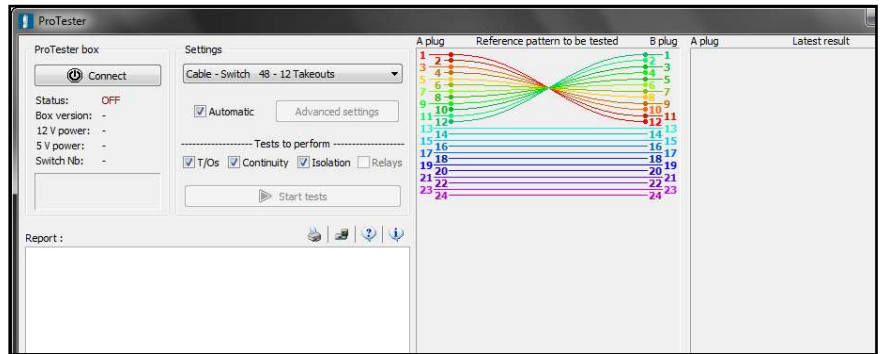 ProTester
ProTester box
Connect
Status: OFF
Box version: -
12 V power: -
5 V power: -
Switch Nb: -
Settings
Cable - Switch 48 - 12 Takeouts
Automatic Advanced settings
Tests to perform
T/Os Continuity Isolation Relays
Start tests
Report :
A plug Reference pattern to be tested B plug
1 1
2 2
3 3
4 4
5 5
6 6
7 7
8 8
9 9
10 10
11 11
12 12
13 13
14 14
15 15
16 16
17 17
18 18
19 19
20 20
21 21
22 22
23 23
24 24
A plug Latest result